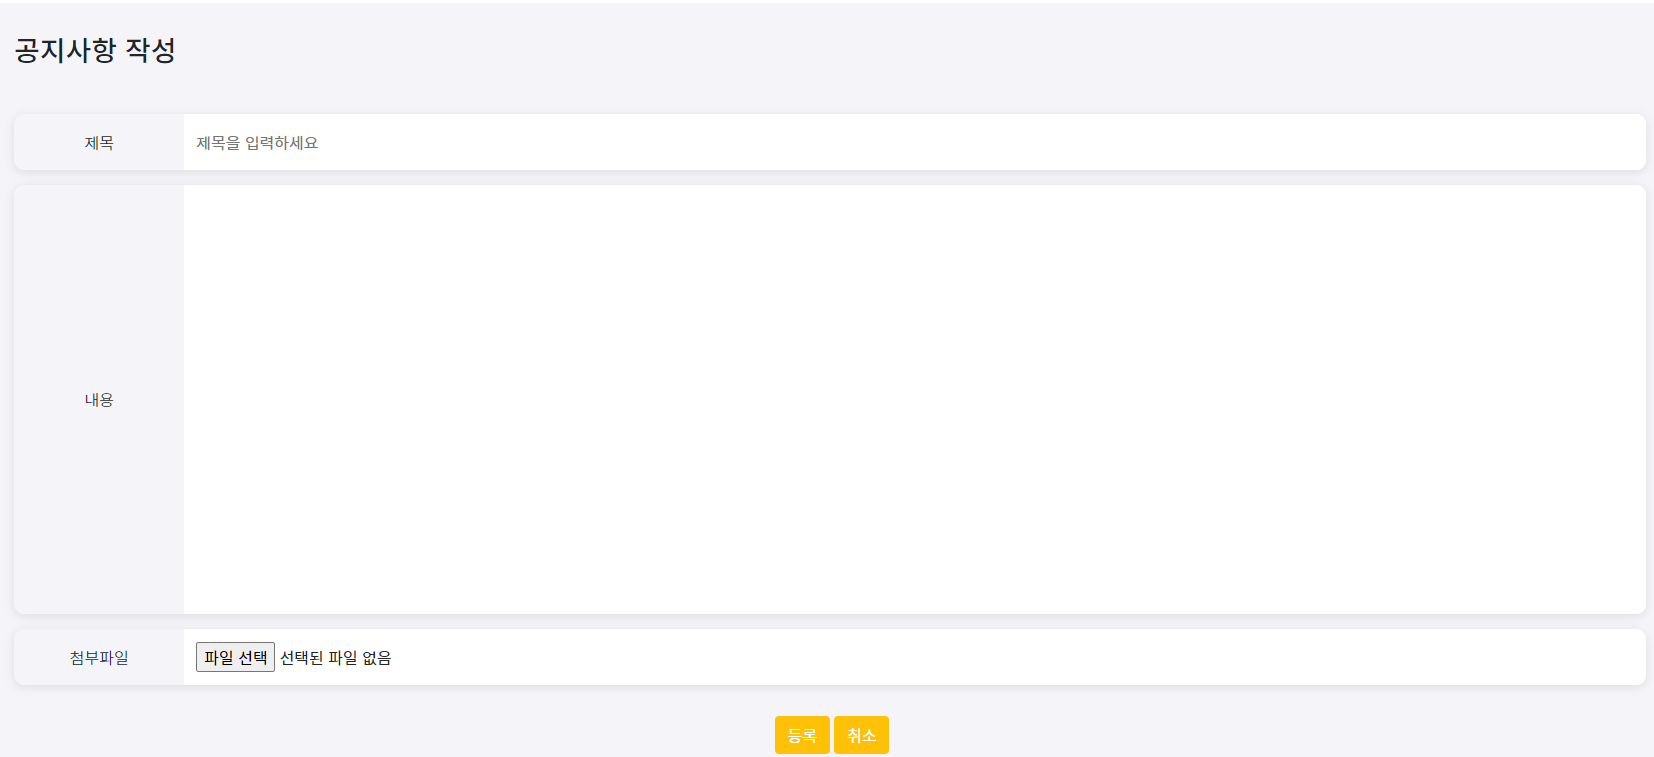 공지사항 작성
제목
제목을 입력하세요
내용
첨부파일
파일 선택 선택된 파일 없음
등록 취소